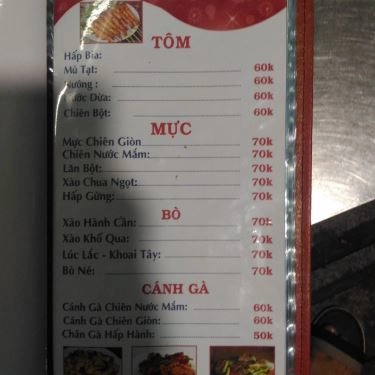 TÔM
Hấp Bia:
Mù Tạt: 60k
Nướng : 60k
Nước Dừa: 60k
Chiên Bột: 60k
MỰC
Mực Chiên Giòn 70k
Chiên Nước Mắm: 70k
Lăn Bột: 70k
Xào Chua Ngọt: 70k
Hấp Gừng: 70k
BÒ
Xào Hành Cần: 70k
Xào Khổ Qua: 70k
Lúc Lắc - Khoai Tây: 70k
Bò Né: 70k
CÁNH GÀ
Cánh Gà Chiên Nước Mắm: 60k
Cánh Gà Chiên Giòn: 60k
Chân Gà Hấp Hành: 50k